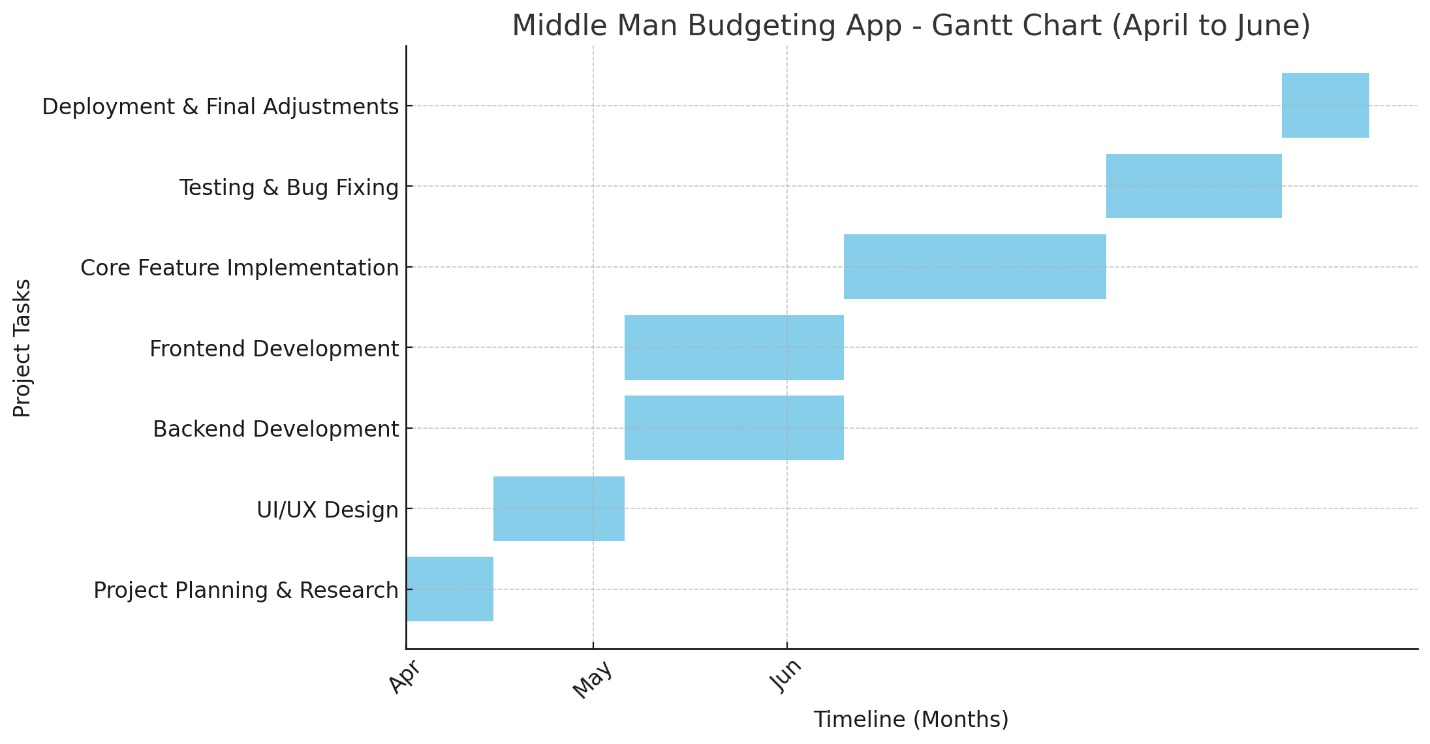 Middle Man Budgeting App - Gantt Chart (April to June)
Deployment & Final Adjustments
Testing & Bug Fixing
Core Feature Implementation
Frontend Development
Backend Development
UI/UX Design
Project Planning & Research
Project Tasks
Apr
May
Jun
Timeline (Months)